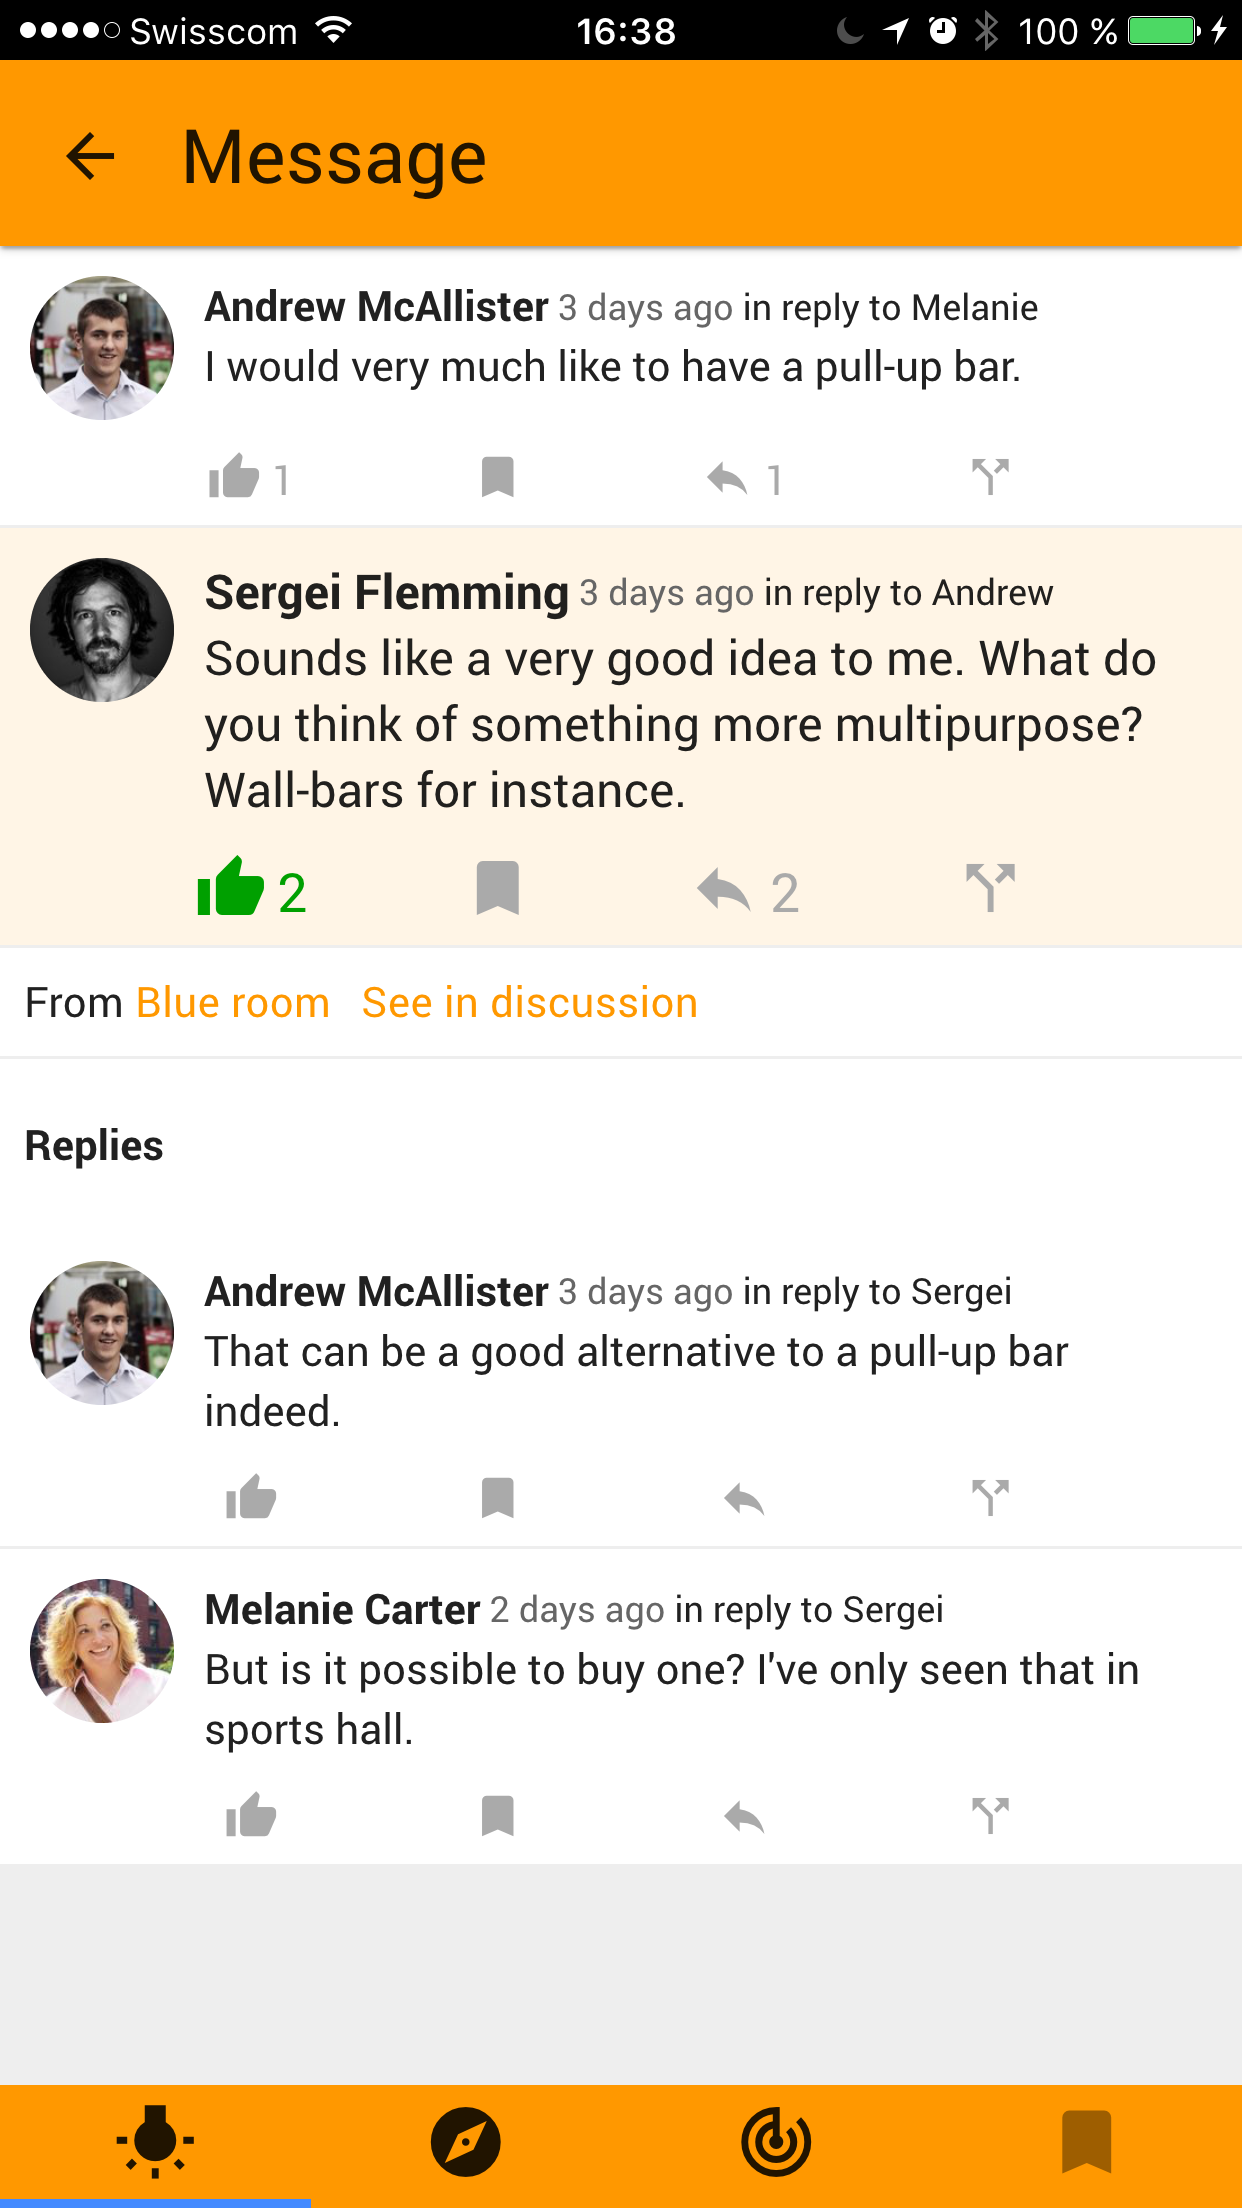 Swisscom 16:38 100 %
Message
Andrew McAllister 3 days ago in reply to Melanie
I would very much like to have a pull-up bar.
1 1
Sergei Flemming 3 days ago in reply to Andrew
Sounds like a very good idea to me. What do
you think of something more multipurpose?
Wall-bars for instance.
2 2
From Blue room See in discussion
Replies
Andrew McAllister 3 days ago in reply to Sergei
That can be a good alternative to a pull-up bar
indeed.
Melanie Carter 2 days ago in reply to Sergei
But is it possible to buy one? I've only seen that in
sports hall.